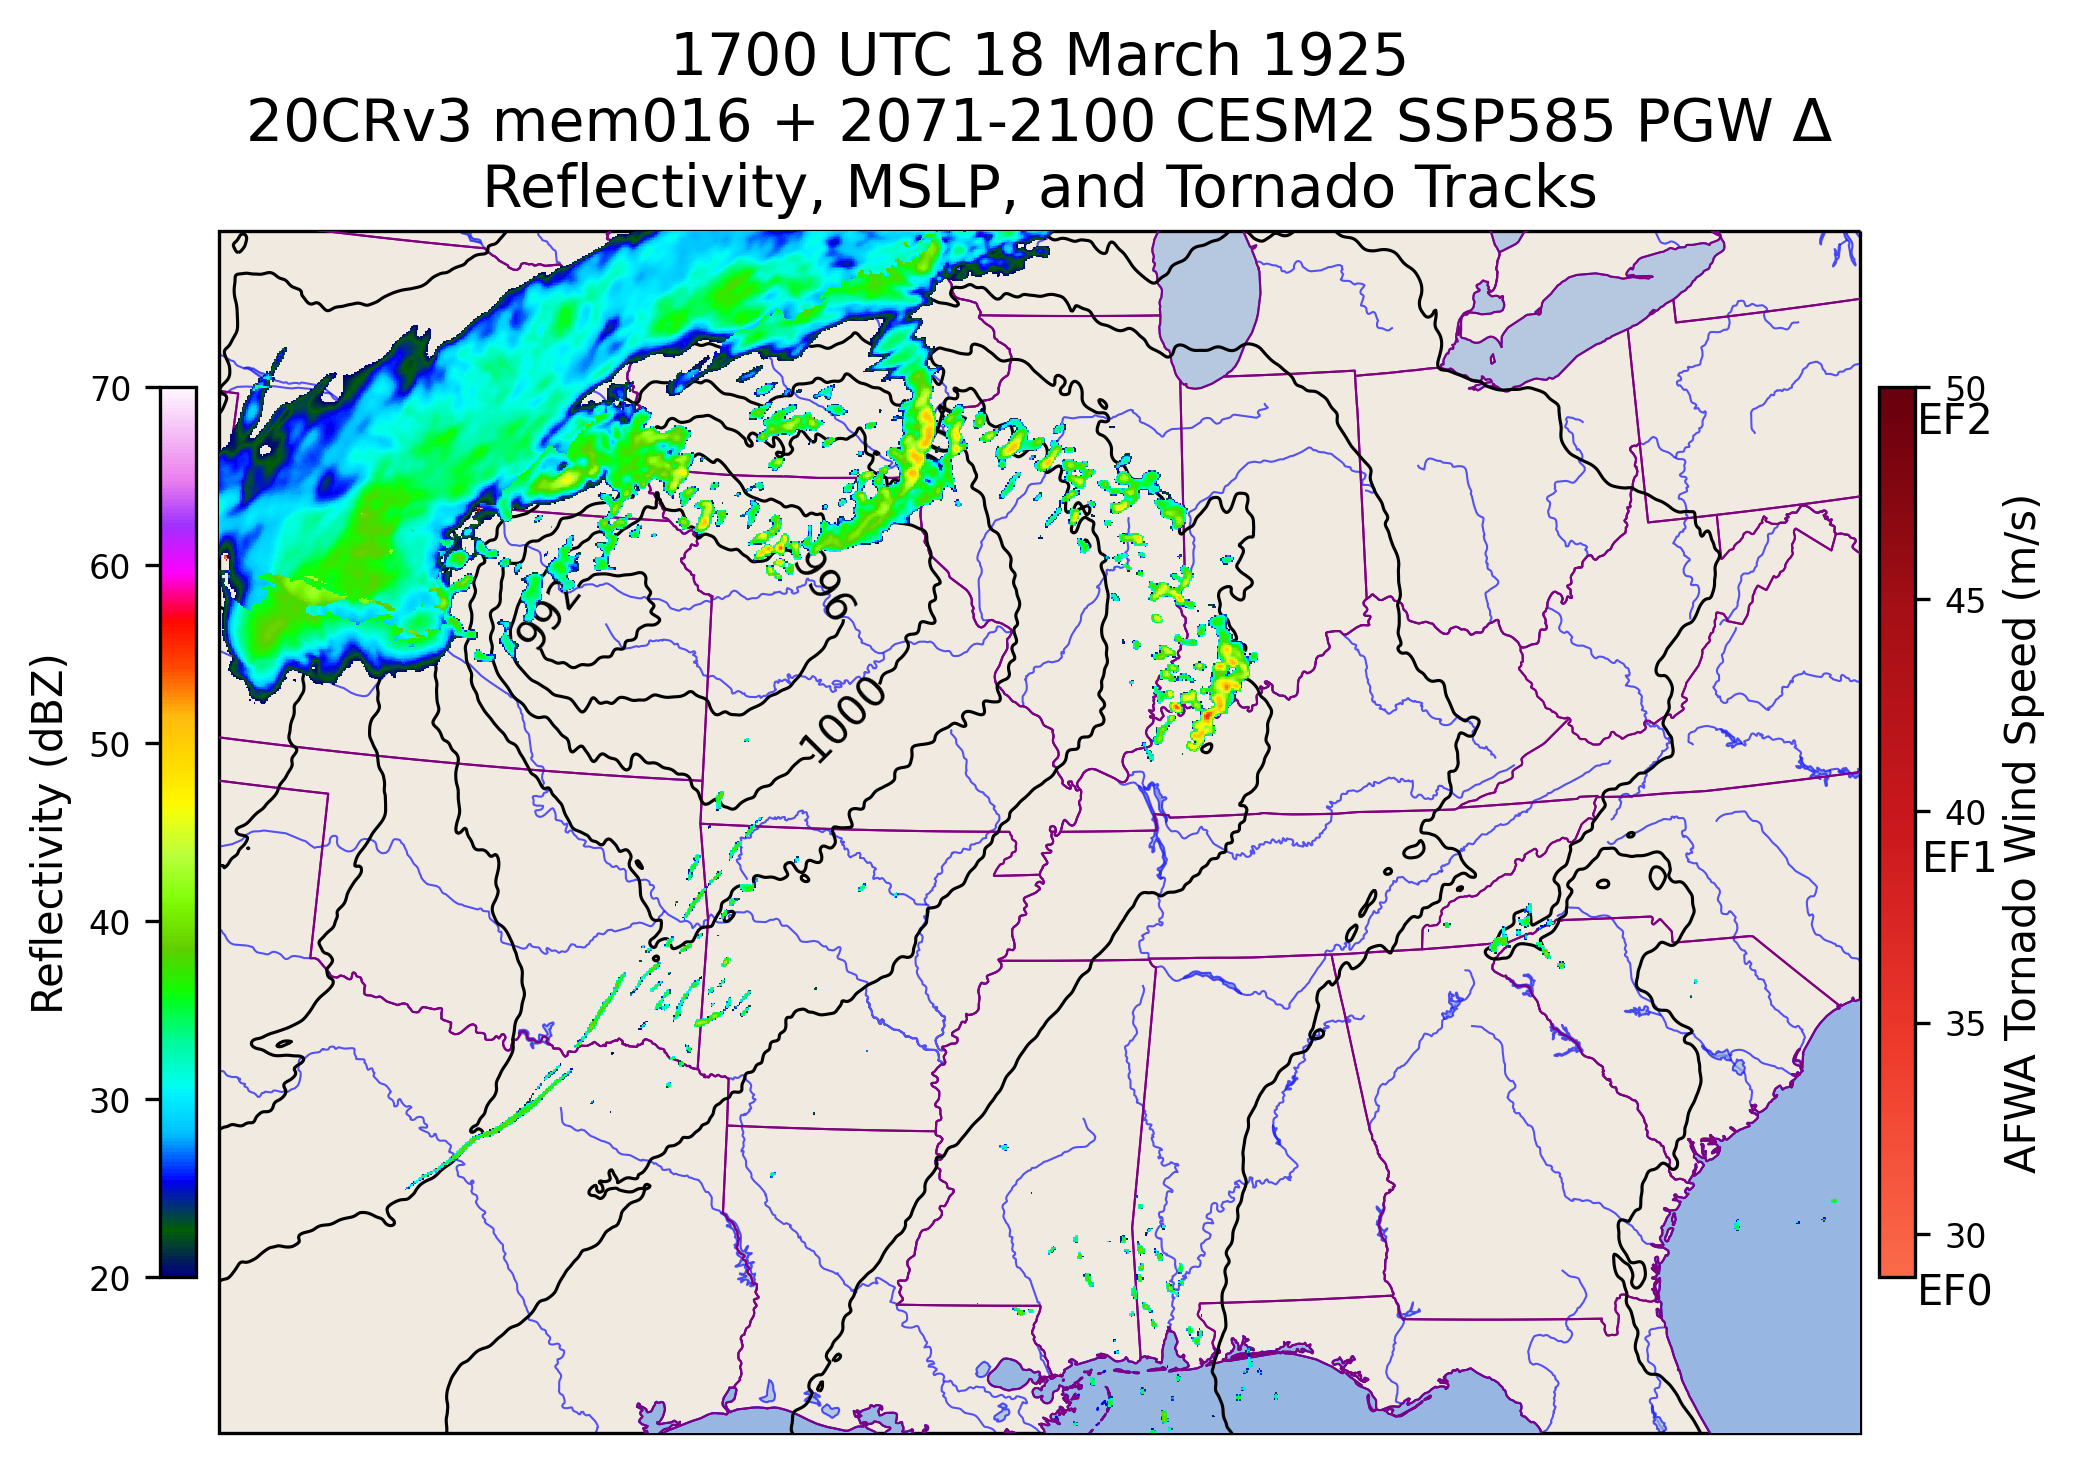 1700 UTC 18 March 1925
20CRv3 mem016 + 2071-2100 CESM2 SSP585 PGW Δ
Reflectivity, MSLP, and Tornado Tracks
Reflectivity (dBZ)
70
60
50
40
30
20
992
996
1000
50
EF2
45
40
EF1
35
30
EF0
AFWA Tornado Wind Speed (m/s)